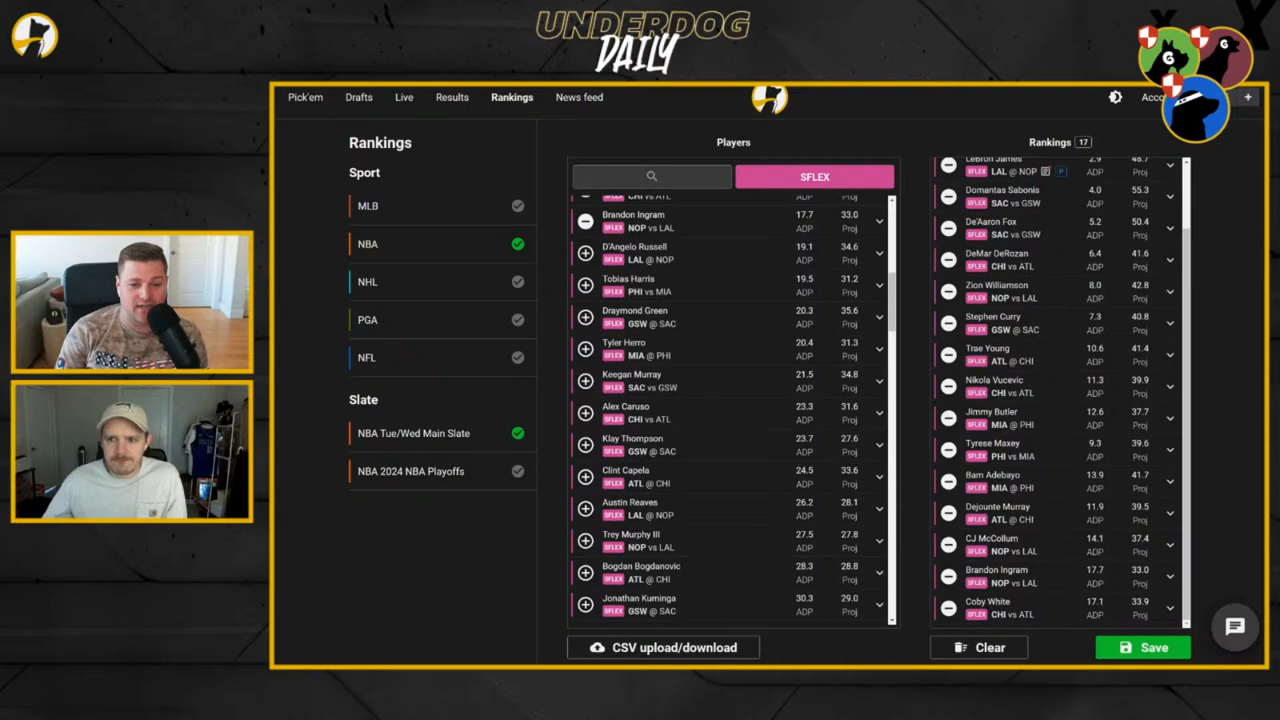 UNDERDOG
DAILY
Pick'em Drafts Live Results Rankings News feed
Rankings
Sport
MLB
NBA
NHL
PGA
NFL
Slate
NBA Tue/Wed Main Slate
NBA 2024 NBA Playoffs
Players
SFLEX
SFLEX CHI vs ATL ADP Proj
Brandon Ingram 17.7 33.0
SFLEX NOP vs LAL ADP Proj
D'Angelo Russell 19.1 34.6
SFLEX LAL @ NOP ADP Proj
Tobias Harris 19.5 31.2
SFLEX PHI vs MIA ADP Proj
Draymond Green 20.3 35.6
SFLEX GSW @ SAC ADP Proj
Tyler Herro 20.4 31.3
SFLEX MIA @ PHI ADP Proj
Keegan Murray 21.5 34.8
SFLEX SAC vs GSW ADP Proj
Alex Caruso 23.3 31.6
SFLEX CHI vs ATL ADP Proj
Klay Thompson 23.7 27.6
SFLEX GSW @ SAC ADP Proj
Clint Capela 24.5 33.6
SFLEX ATL @ CHI ADP Proj
Austin Reaves 26.2 28.1
SFLEX LAL @ NOP ADP Proj
Trey Murphy III 27.5 27.8
SFLEX NOP vs LAL ADP Proj
Bogdan Bogdanovic 28.3 28.8
SFLEX ATL @ CHI ADP Proj
Jonathan Kuminga 30.3 29.0
SFLEX GSW @ SAC ADP Proj
CSV upload/download
Rankings 17
LeBron James 2.9 48.7
SFLEX LAL @ NOP P ADP Proj
Domantas Sabonis 4.0 55.3
SFLEX SAC vs GSW ADP Proj
De'Aaron Fox 5.2 50.4
SFLEX SAC vs GSW ADP Proj
DeMar DeRozan 6.4 41.6
SFLEX CHI vs ATL ADP Proj
Zion Williamson 8.0 42.8
SFLEX NOP vs LAL ADP Proj
Stephen Curry 7.3 40.8
SFLEX GSW @ SAC ADP Proj
Trae Young 10.6 41.4
SFLEX ATL @ CHI ADP Proj
Nikola Vucevic 11.3 39.9
SFLEX CHI vs ATL ADP Proj
Jimmy Butler 12.6 37.7
SFLEX MIA @ PHI ADP Proj
Tyrese Maxey 9.3 39.6
SFLEX PHI vs MIA ADP Proj
Bam Adebayo 13.9 41.7
SFLEX MIA @ PHI ADP Proj
Dejounte Murray 11.9 39.5
SFLEX ATL @ CHI ADP Proj
CJ McCollum 14.1 37.4
SFLEX NOP vs LAL ADP Proj
Brandon Ingram 17.7 33.0
SFLEX NOP vs LAL ADP Proj
Coby White 17.1 33.9
SFLEX CHI vs ATL ADP Proj
Clear
Save
G
G